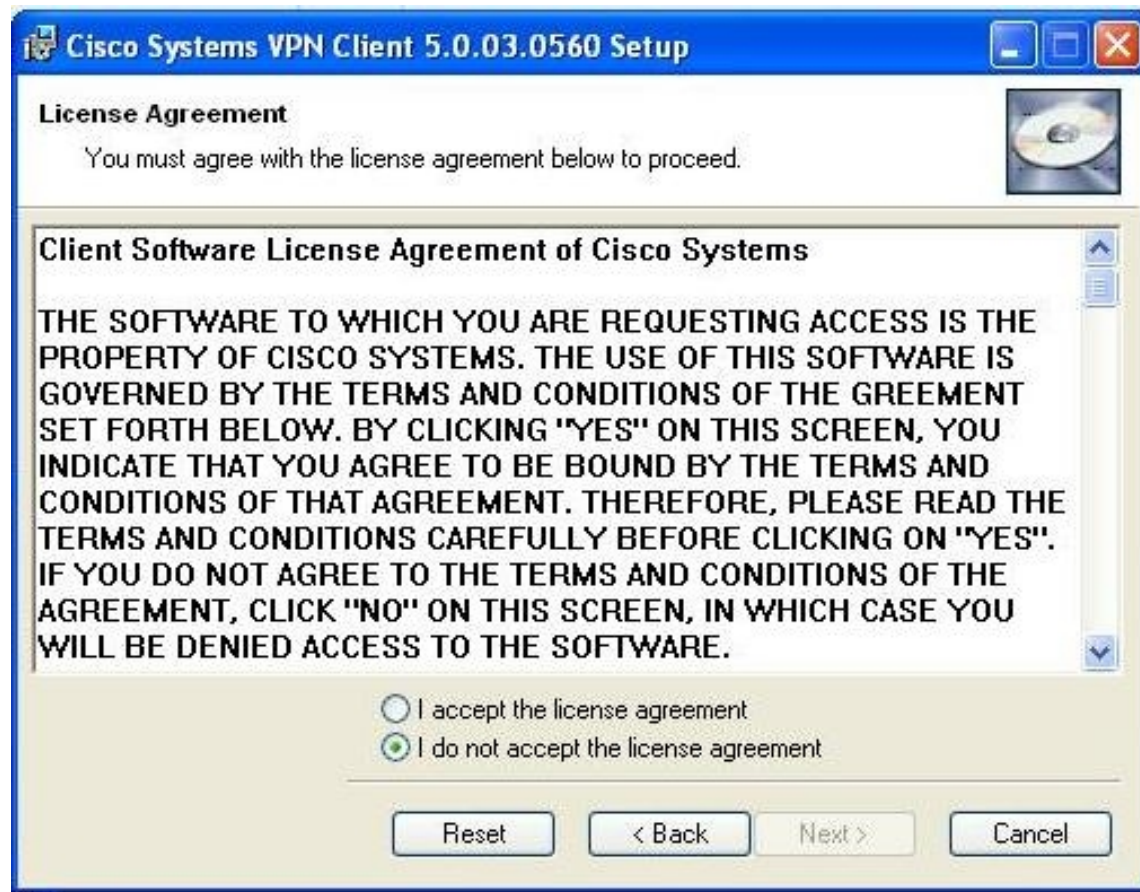 Cisco Systems VPN Client 5.0.03.0560 Setup
License Agreement
You must agree with the license agreement below to proceed.
Client Software License Agreement of Cisco Systems
THE SOFTWARE TO WHICH YOU ARE REQUESTING ACCESS IS THE
PROPERTY OF CISCO SYSTEMS. THE USE OF THIS SOFTWARE IS
GOVERNED BY THE TERMS AND CONDITIONS OF THE GREEMENT
SET FORTH BELOW. BY CLICKING "YES" ON THIS SCREEN, YOU
INDICATE THAT YOU AGREE TO BE BOUND BY THE TERMS AND
CONDITIONS OF THAT AGREEMENT. THEREFORE, PLEASE READ THE
TERMS AND CONDITIONS CAREFULLY BEFORE CLICKING ON "YES".
IF YOU DO NOT AGREE TO THE TERMS AND CONDITIONS OF THE
AGREEMENT, CLICK "NO" ON THIS SCREEN, IN WHICH CASE YOU
WILL BE DENIED ACCESS TO THE SOFTWARE.
I accept the license agreement
I do not accept the license agreement
Reset
< Back
Next >
Cancel